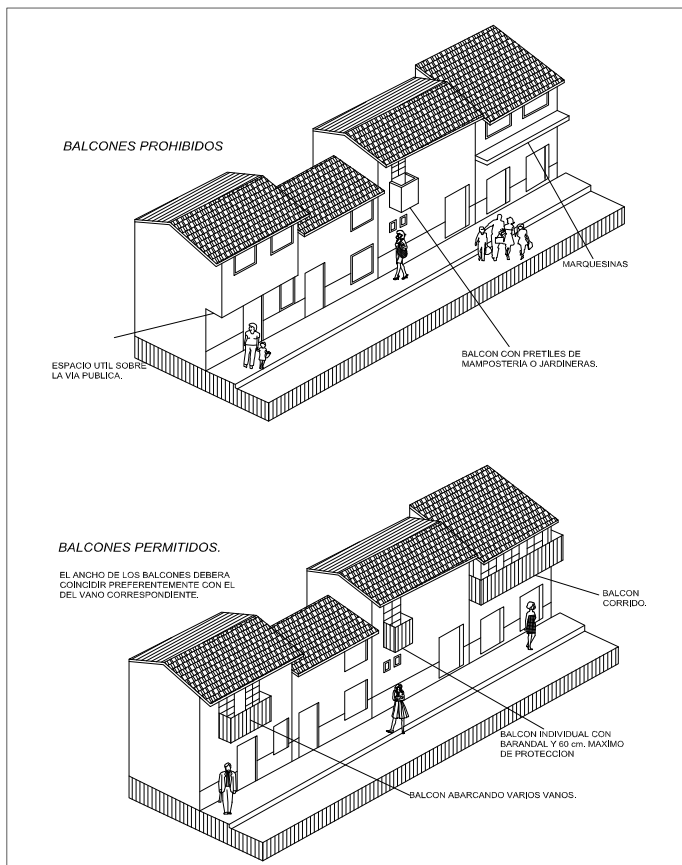 BALCONES PROHIBIDOS
MARQUESINAS
ESPACIO UTIL SOBRE
LA VIA PUBLICA.
BALCON CON PRETILES DE
MAMPOSTERIA O JARDINERAS.
BALCONES PERMITIDOS.
EL ANCHO DE LOS BALCONES DEBERA
COINCIDIR PREFERENTEMENTE CON EL
DEL VANO CORRESPONDIENTE.
BALCON
CORRIDO.
BALCON INDIVIDUAL CON
BARANDAL Y 60 cm. MAXIMO
DE PROTECCION
BALCON ABARCANDO VARIOS VANOS.